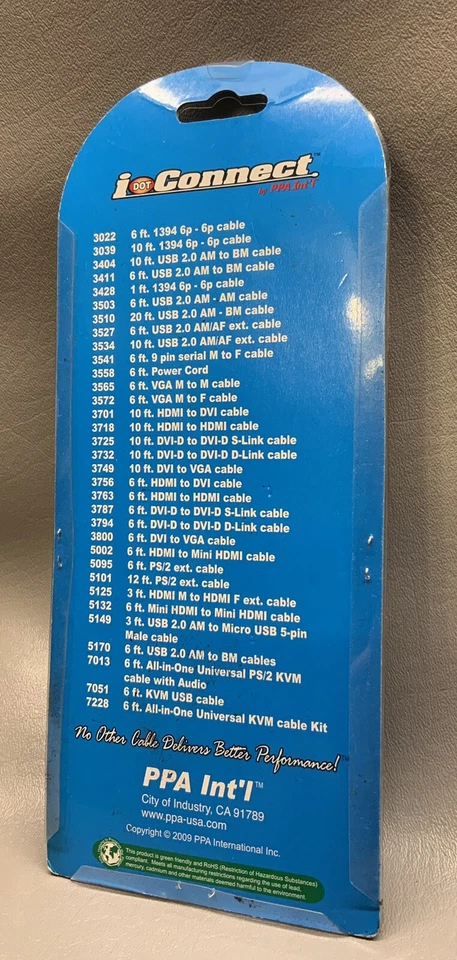 i DOT Connect™
by PPA Int'l
3022 6 ft. 1394 6p - 6p cable
3039 10 ft. 1394 6p - 6p cable
3404 10 ft. USB 2.0 AM to BM cable
3411 6 ft. USB 2.0 AM to BM cable
3428 1 ft. 1394 6p - 6p cable
3503 6 ft. USB 2.0 AM - AM cable
3510 20 ft. USB 2.0 AM - BM cable
3527 6 ft. USB 2.0 AM/AF ext. cable
3534 10 ft. USB 2.0 AM/AF ext. cable
3541 6 ft. 9 pin serial M to F cable
3558 6 ft. Power Cord
3565 6 ft. VGA M to M cable
3572 6 ft. VGA M to F cable
3701 10 ft. HDMI to DVI cable
3718 10 ft. HDMI to HDMI cable
3725 10 ft. DVI-D to DVI-D S-Link cable
3732 10 ft. DVI-D to DVI-D D-Link cable
3749 10 ft. DVI to VGA cable
3756 6 ft. HDMI to DVI cable
3763 6 ft. HDMI to HDMI cable
3787 6 ft. DVI-D to DVI-D S-Link cable
3794 6 ft. DVI-D to DVI-D D-Link cable
3800 6 ft. DVI to VGA cable
5002 6 ft. HDMI to Mini HDMI cable
5095 6 ft. PS/2 ext. cable
5101 12 ft. PS/2 ext. cable
5125 3 ft. HDMI M to HDMI F ext. cable
5132 6 ft. Mini HDMI to Mini HDMI cable
5149 3 ft. USB 2.0 AM to Micro USB 5-pin
Male cable
5170 6 ft. USB 2.0 AM to BM cables
7013 6 ft. All-in-One Universal PS/2 KVM
cable with Audio
7051 6 ft. KVM USB cable
7228 6 ft. All-in-One Universal KVM cable Kit
No Other Cable Delivers Better Performance!™
PPA Int'l™
City of Industry, CA 91789
www.ppa-usa.com
Copyright © 2009 PPA International Inc.
This product is green friendly and RoHS (Restriction of Hazardous Substances)
compliant. Meets all manufacturing restrictions regarding the use of lead,
mercury, cadmium and other materials deemed harmful to the environment.